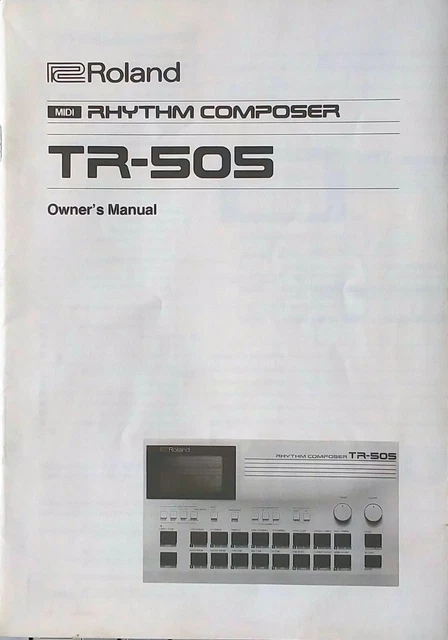 Roland
MIDI RHYTHM COMPOSER
TR-505
Owner's Manual
Roland
RHYTHM COMPOSER TR-505